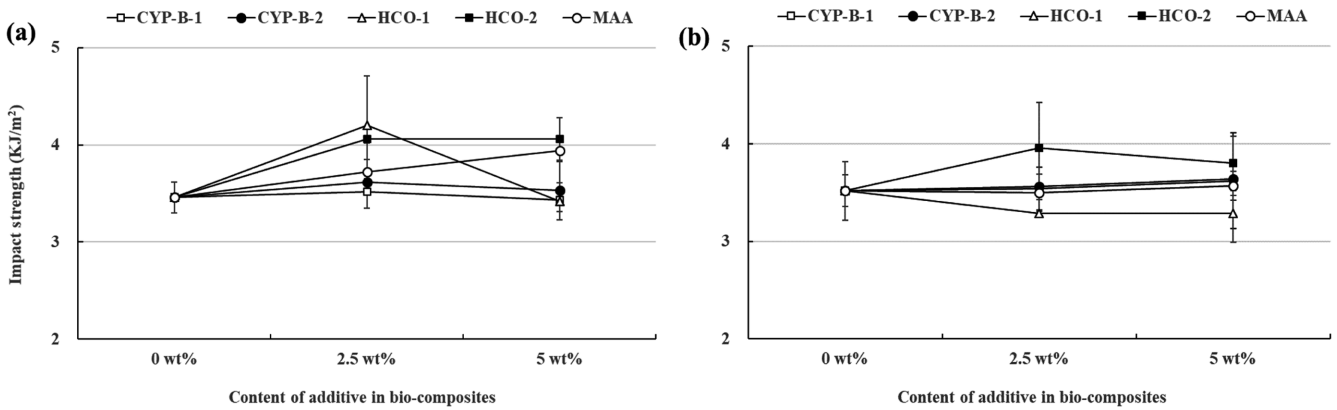 CYP-B-1 CYP-B-2 HCO-1 HCO-2 MAA
(a)
5
4
3
2
Impact strength (KJ/m²)
0 wt% 2.5 wt% 5 wt%
Content of additive in bio-composites
CYP-B-1 CYP-B-2 HCO-1 HCO-2 MAA
(b)
5
4
3
2
0 wt% 2.5 wt% 5 wt%
Content of additive in bio-composites